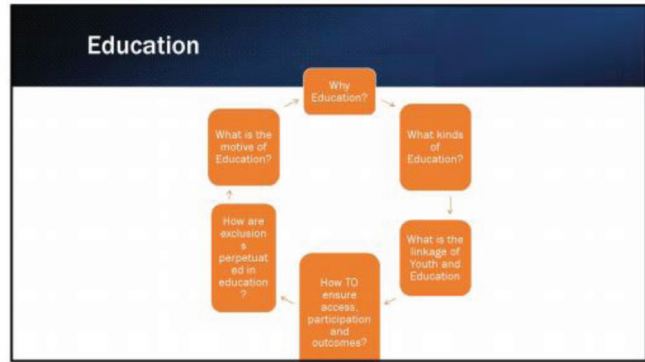 Education
Why
Education?
What kinds
of
Education?
What is the
linkage of
Youth and
Education
How TO
ensure
access,
participation
and
outcomes?
How are
exclusion
s
perpetuat
ed in
education
?
What is the
motive of
Education?